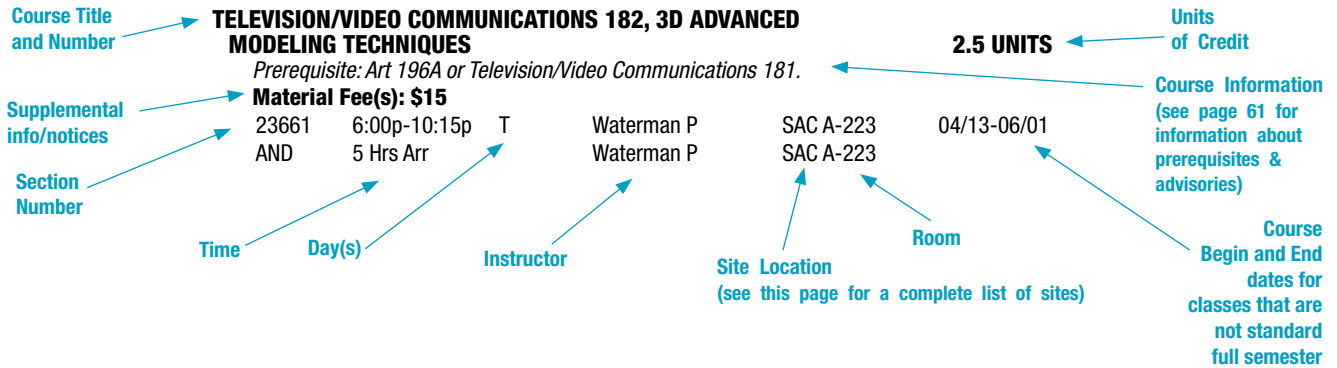 Course Title
and Number
TELEVISION/VIDEO COMMUNICATIONS 182, 3D ADVANCED
MODELING TECHNIQUES
2.5 UNITS
Units
of Credit
Prerequisite: Art 196A or Television/Video Communications 181.
Course Information
(see page 61 for
information about
prerequisites &
advisories)
Supplemental
info/notices
Material Fee(s): $15
23661 6:00p-10:15p T Waterman P SAC A-223 04/13-06/01
AND 5 Hrs Arr Waterman P SAC A-223
Section
Number
Time
Day(s)
Instructor
Site Location
(see this page for a complete list of sites)
Room
Course
Begin and End
dates for
classes that are
not standard
full semester